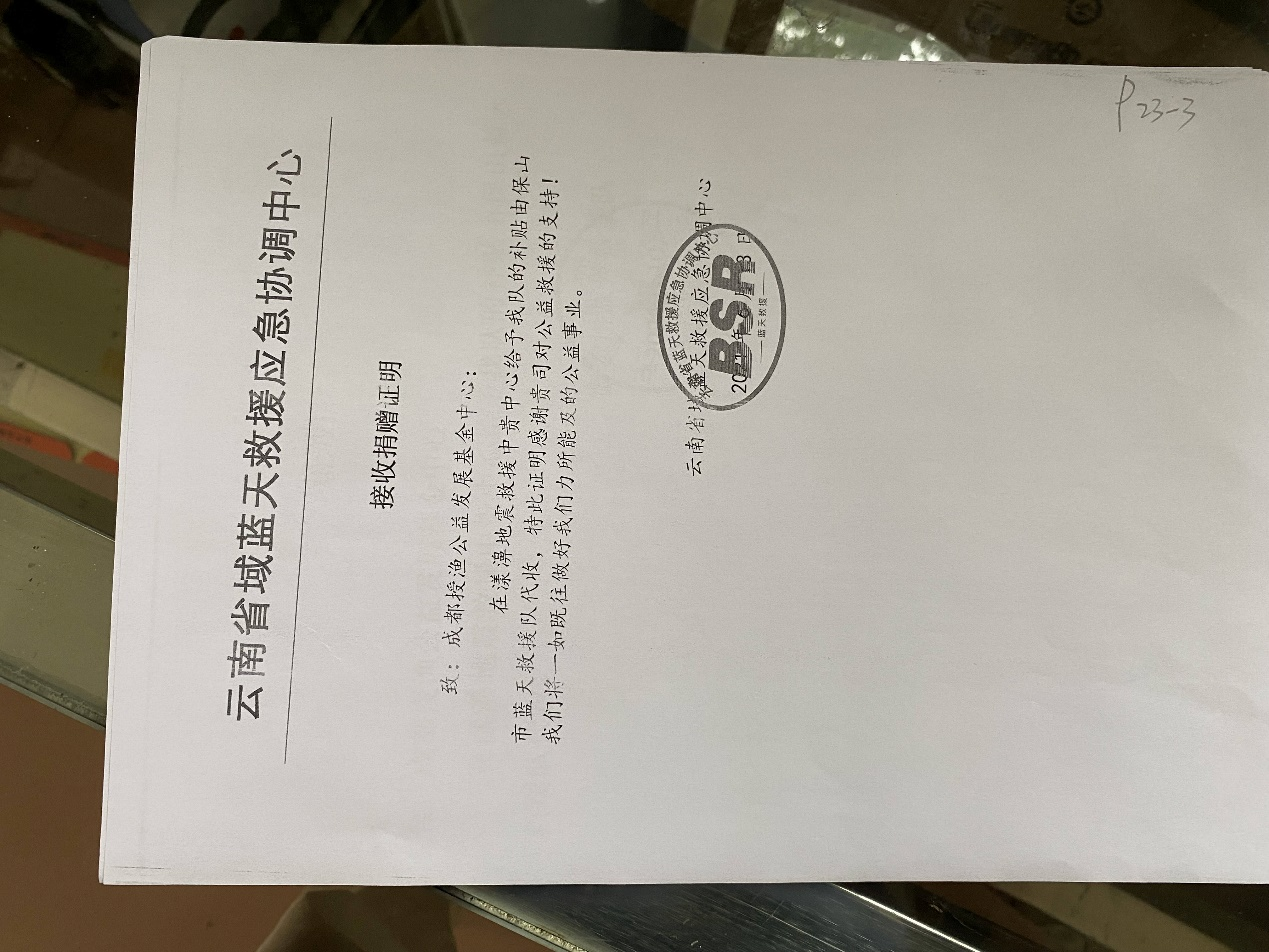 云南省域蓝天救援应急协调中心
接收捐赠证明
致：成都授渔公益发展基金中心：
在漾濞地震救援中贵中心给予我队的补贴由保山
市蓝天救援队代收，特此证明感谢贵司对公益救援的支持！
我们将一如既往做好我们力所能及的公益事业。
云南省域蓝天救援应急协调中心
日
BSR
蓝天救援
P23-3